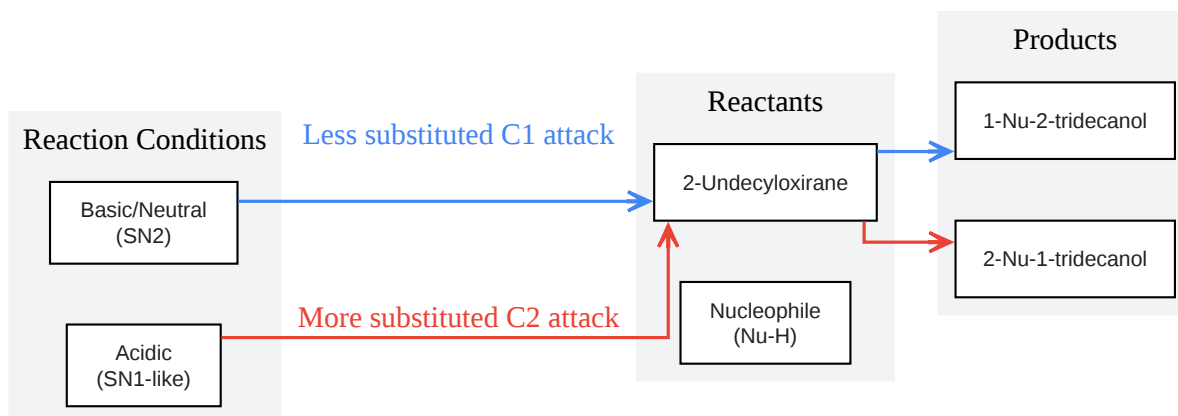 Reaction Conditions
Basic/Neutral
(SN2)
Acidic
(SN1-like)
Less substituted C1 attack
More substituted C2 attack
Reactants
2-Undecyloxirane
Nucleophile
(Nu-H)
Products
1-Nu-2-tridecanol
2-Nu-1-tridecanol